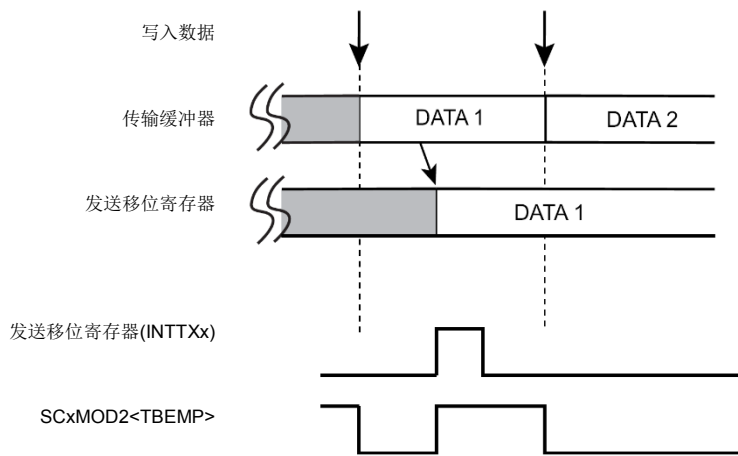 写入数据
传输缓冲器
DATA 1
DATA 2
发送移位寄存器
DATA 1
发送移位寄存器(INTTXx)
SCxMOD2<TBEMP>